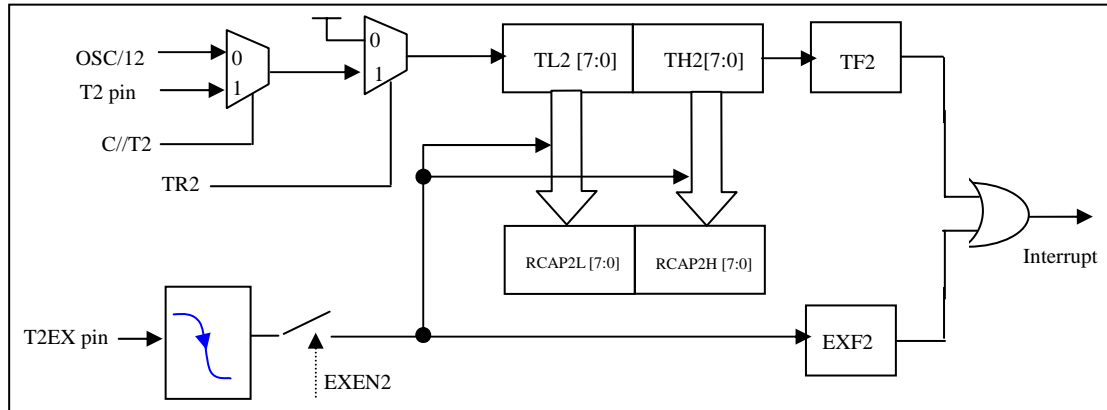 OSC/12
0
1
T2 pin
C//T2
0
1
TR2
TL2 [7:0]
TH2[7:0]
TF2
RCAP2L [7:0]
RCAP2H [7:0]
Interrupt
T2EX pin
EXEN2
EXF2